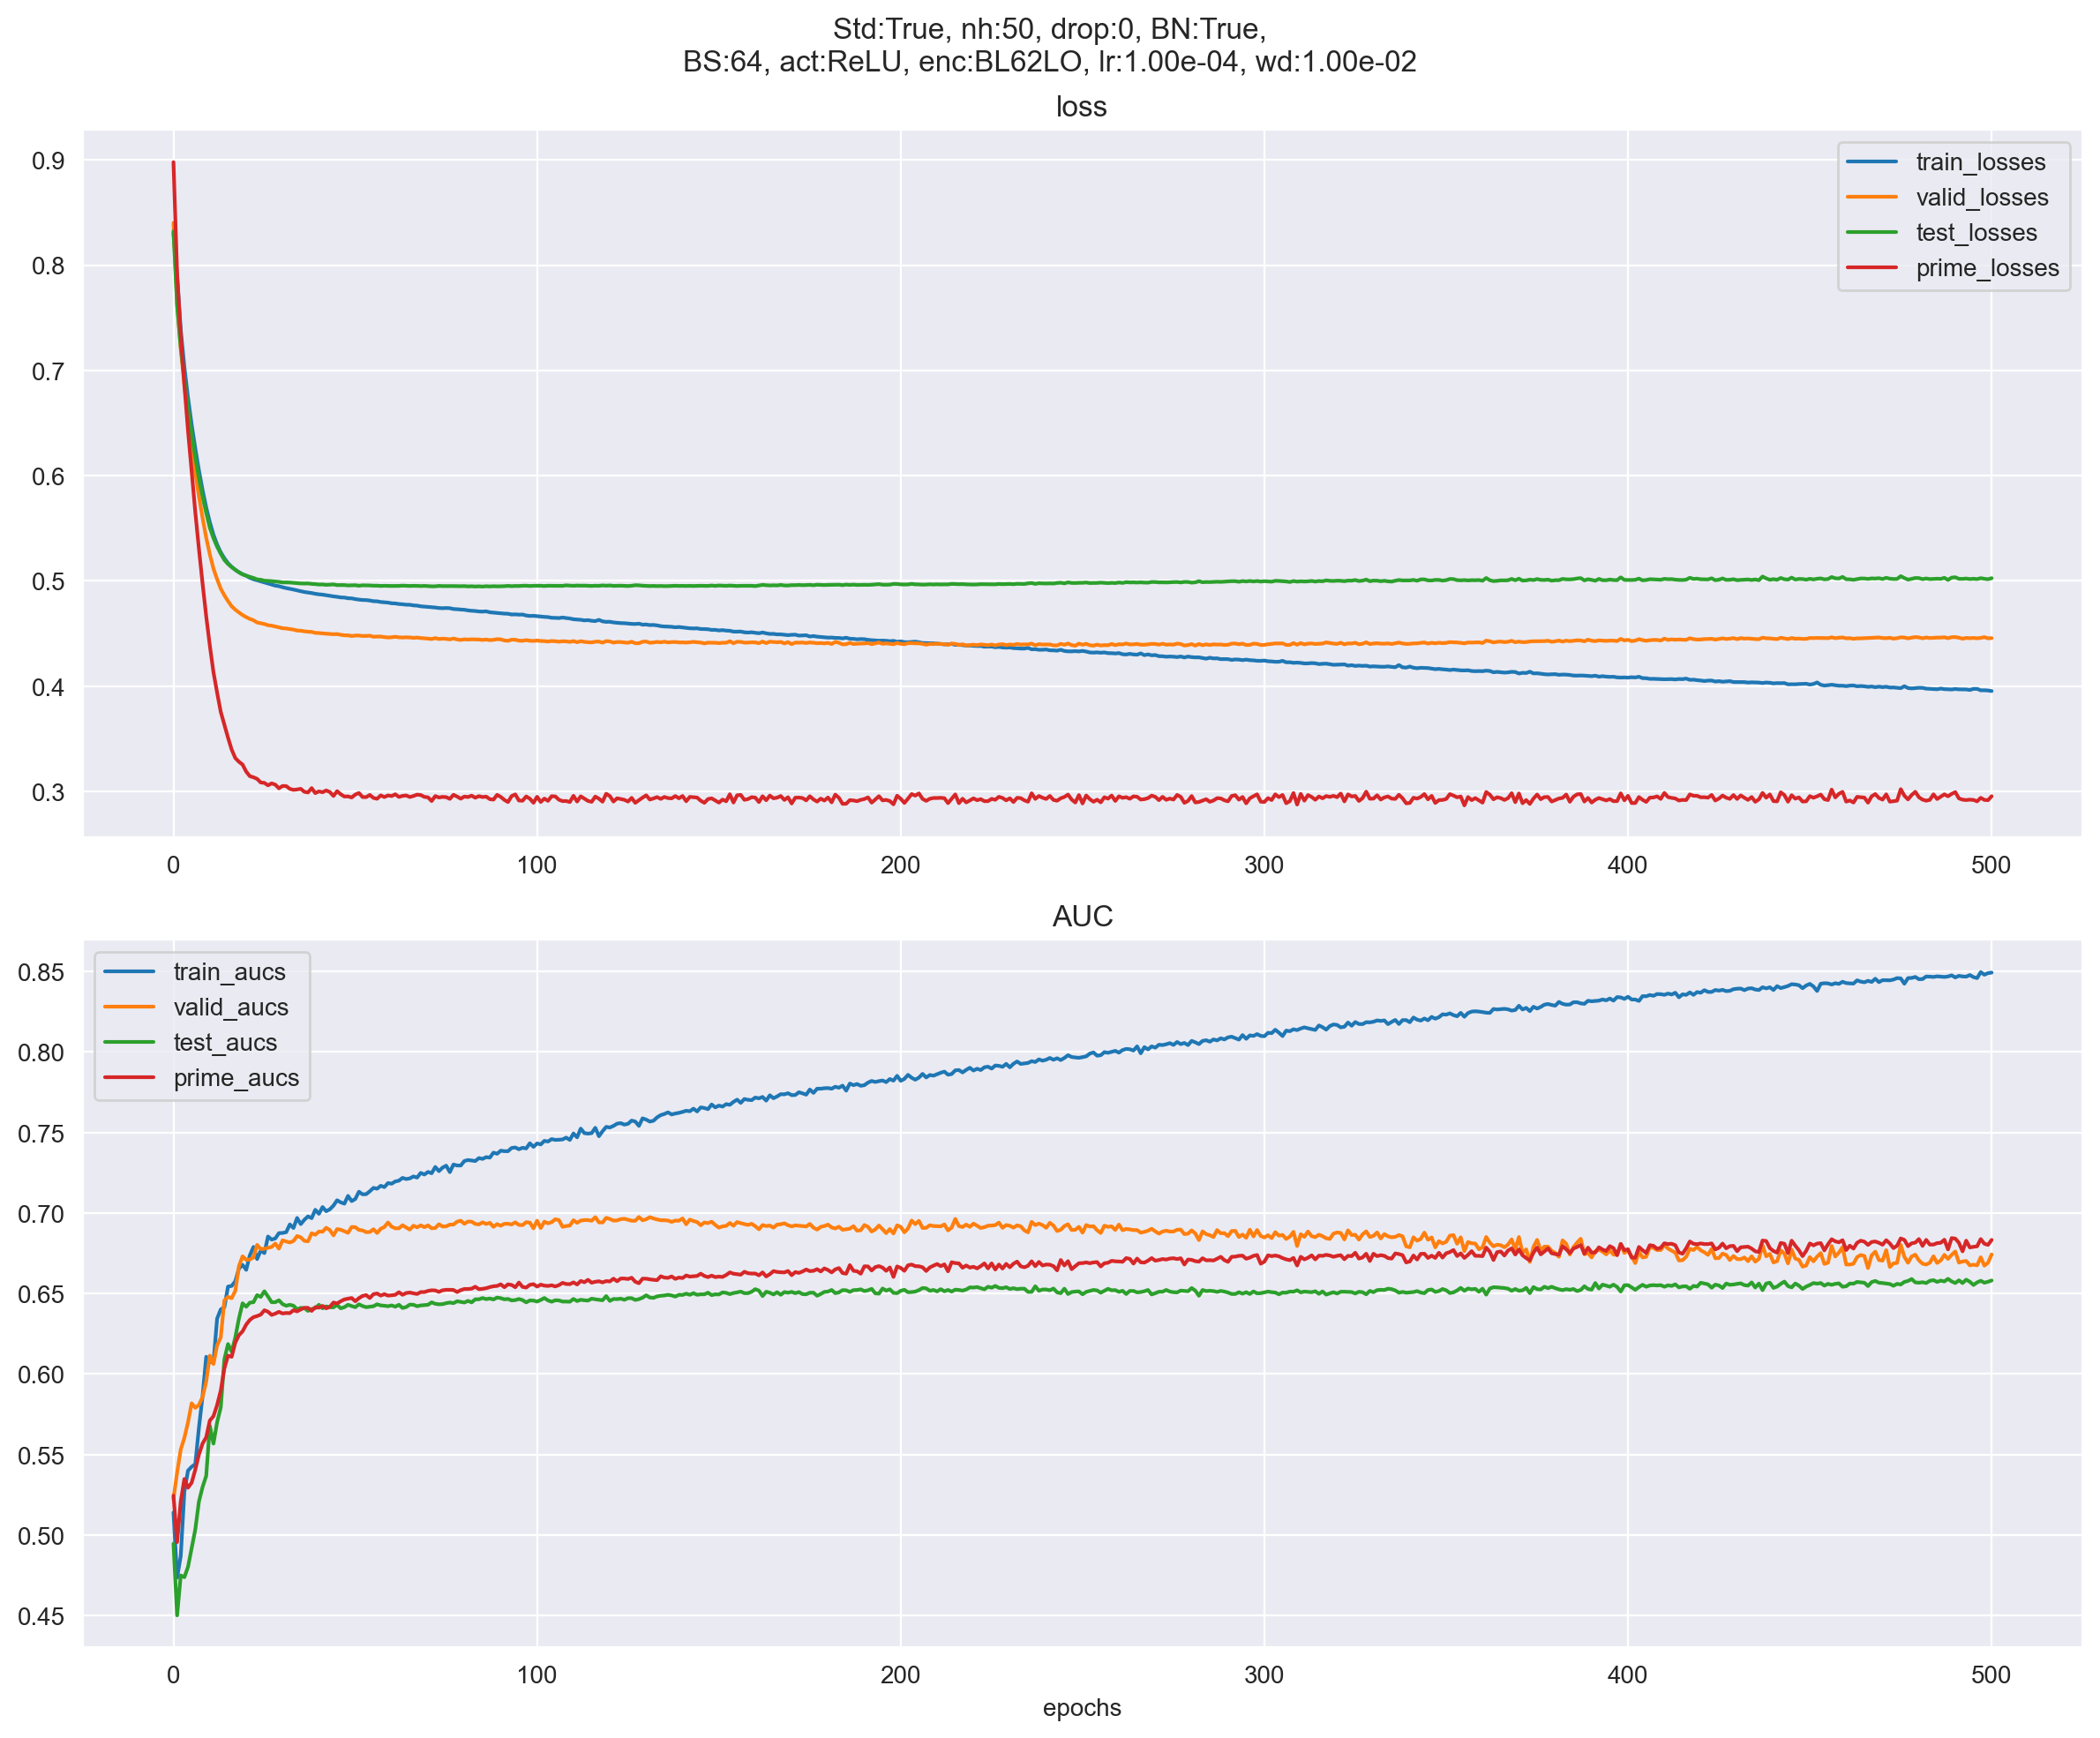 Std:True, nh:50, drop:0, BN:True,
BS:64, act:ReLU, enc:BL62LO, lr:1.00e-04, wd:1.00e-02
loss
0.9
0.8
0.7
0.6
0.5
0.4
0.3
train_losses
valid_losses
test_losses
prime_losses
0 100 200 300 400 500
AUC
0.85
0.80
0.75
0.70
0.65
0.60
0.55
0.50
0.45
train_aucs
valid_aucs
test_aucs
prime_aucs
0 100 200 300 400 500
epochs